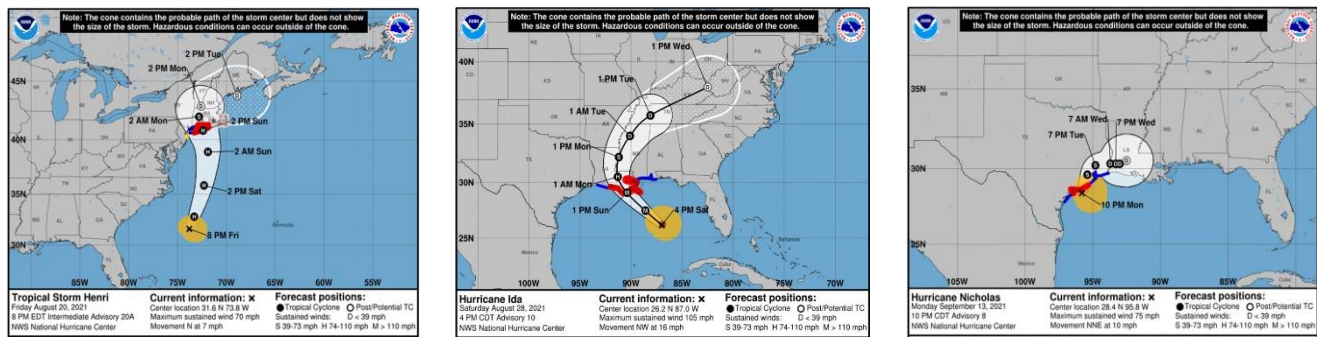 Note: The cone contains the probable path of the storm center but does not show
the size of the storm. Hazardous conditions can occur outside of the cone.
2 PM Tue
2 PM Mon
45N
2 AM Mon
40N
2 PM Sun
2 AM Sun
35N
2 PM Sat
Bermuda
8 PM Fri
30N
85W 80W 75W 70W 65W 60W 55W
Tropical Storm Henri
Friday August 20, 2021
8 PM EDT Intermediate Advisory 20A
NWS National Hurricane Center
Current information: ×
Center location 31.6 N 73.8 W
Maximum sustained wind 70 mph
Movement N at 7 mph
Forecast positions:
Tropical Cyclone Post/Potential TC
Sustained winds: D < 39 mph
S 39-73 mph H 74-110 mph M > 110 mph
Note: The cone contains the probable path of the storm center but does not show
the size of the storm. Hazardous conditions can occur outside of the cone.
1 PM Wed
40N
1 PM Tue
1 AM Tue
35N
1 PM Mon
30N
1 AM Mon
1 PM Sun
4 PM Sat
25N
Mexico
Bahamas
Cuba
100W 95W 90W 85W 80W
Hurricane Ida
Saturday August 28, 2021
4 PM CDT Advisory 10
NWS National Hurricane Center
Current information: ×
Center location 26.2 N 87.0 W
Maximum sustained wind 105 mph
Movement NW at 16 mph
Forecast positions:
Tropical Cyclone Post/Potential TC
Sustained winds: D < 39 mph
S 39-73 mph H 74-110 mph M > 110 mph
Note: The cone contains the probable path of the storm center but does not show
the size of the storm. Hazardous conditions can occur outside of the cone.
35N
7 AM Wed
7 PM Wed
7 PM Tue
30N
10 PM Mon
25N
Mexico
Cuba
105W 100W 95W 90W 85W
Hurricane Nicholas
Monday September 13, 2021
10 PM CDT Advisory 8
NWS National Hurricane Center
Current information: ×
Center location 28.4 N 95.8 W
Maximum sustained wind 75 mph
Movement NNE at 10 mph
Forecast positions:
Tropical Cyclone Post/Potential TC
Sustained winds: D < 39 mph
S 39-73 mph H 74-110 mph M > 110 mph